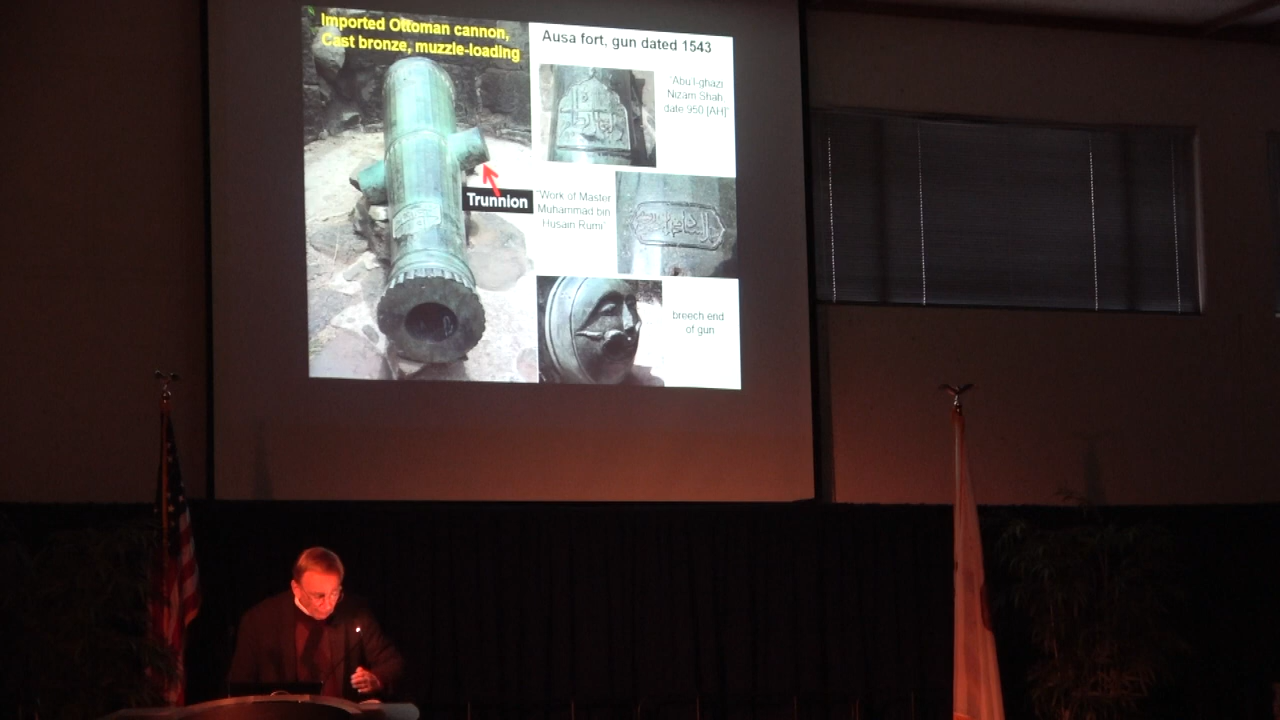 Imported Ottoman cannon,
Cast bronze, muzzle-loading
Ausa fort, gun dated 1543
"Abu l-ghazi
Nizam Shah
date 950 [AH]"
Trunnion
"Work of Master
Muhammad bin
Husain Rumi"
breech end
of gun